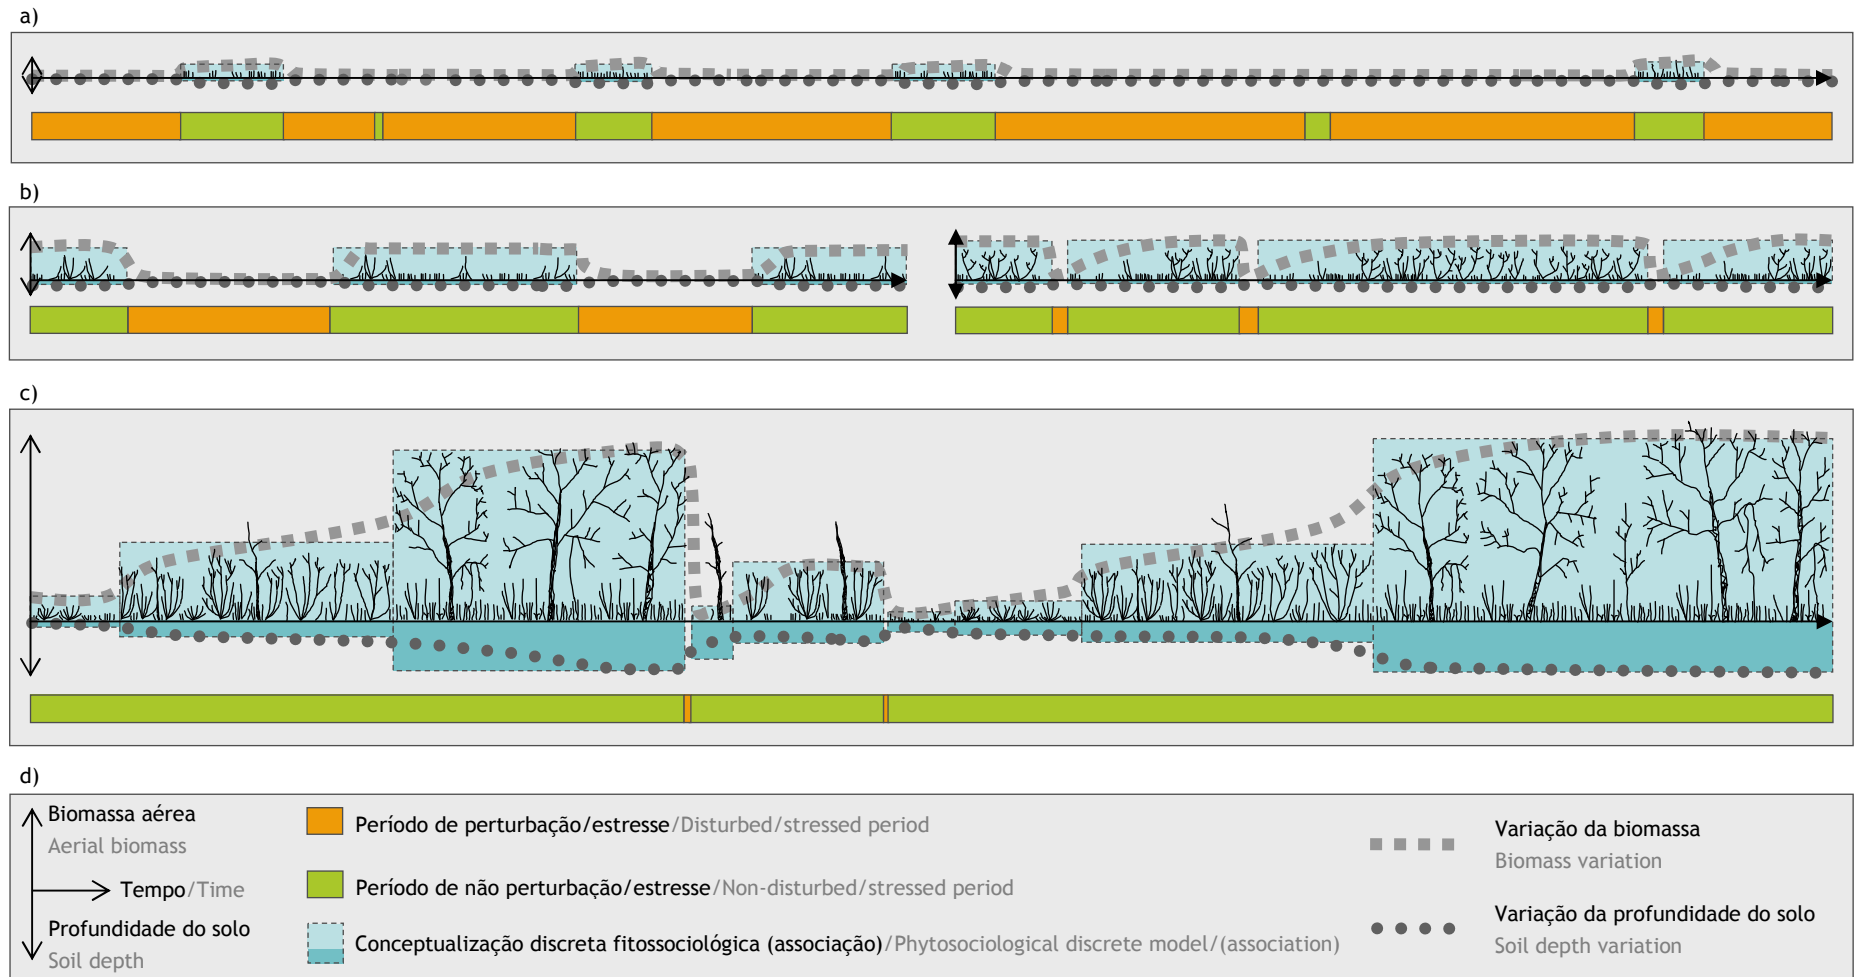 a)
b)
c)
d)
Biomassa aérea
Aerial biomass
Tempo/Time
Profundidade do solo
Soil depth
Período de perturbação/estresse/Disturbed/stressed period
Período de não perturbação/estresse/Non-disturbed/stressed period
Conceptualização discreta fitossociológica (associação)/Phytosociological discrete model/(association)
Variação da biomassa
Biomass variation
Variação da profundidade do solo
Soil depth variation